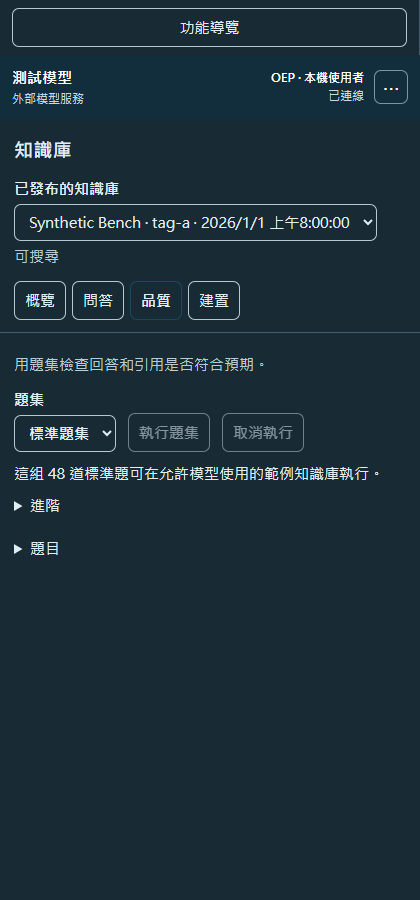 功能導覽
測試模型
OEP · 本機使用者
外部模型服務
已連線
...
知識庫
已發布的知識庫
Synthetic Bench · tag-a · 2026/1/1 上午8:00:00
可搜尋
概覽 問答 品質 建置
用題集檢查回答和引用是否符合預期。
題集
標準題集 執行題集 取消執行
這組 48 道標準題可在允許模型使用的範例知識庫執行。
進階
題目